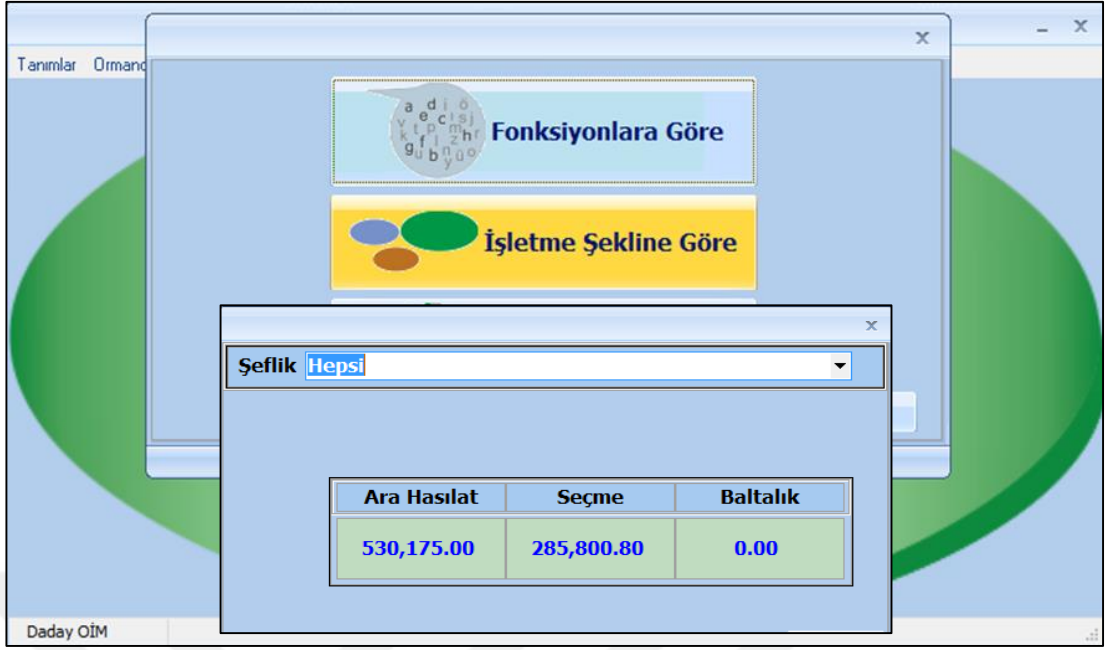 Tanımlar Ormanc
Fonksiyonlara Göre
İşletme Şekline Göre
Şeflik Hepsi
Ara Hasılat Seçme Baltalık
530,175.00 285,800.80 0.00
Daday OİM